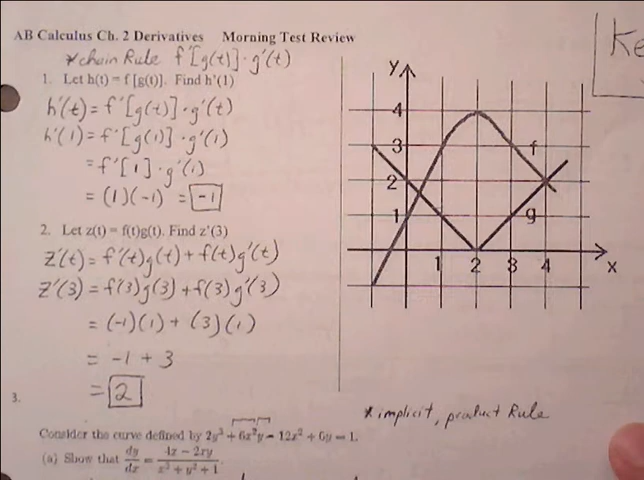 AB Calculus Ch. 2 Derivatives Morning Test Review
*chain Rule f'[g(t)]·g'(t)
Ke
1. Let h(t) = f [g(t)]. Find h'(1)
h'(t) = f'[g(t)]·g'(t)
h'(1) = f'[g(1)]·g'(1)
= f'[1]·g'(1)
= (1)(-1) = -1
2. Let z(t) = f(t)g(t). Find z'(3)
z'(t) = f'(t)g(t) + f(t)g'(t)
z'(3) = f'(3)g(3) + f(3)g'(3)
= (-1)(1) + (3)(1)
= -1 + 3
= 2
y
4
3
f
2
1
g
1 2 3 4
x
3.
* implicit, product Rule
Consider the curve defined by 2y³ + 6x²y - 12x² + 6y = 1.
(a) Show that dy/dx = 4x - 2xy / x² + y² + 1.